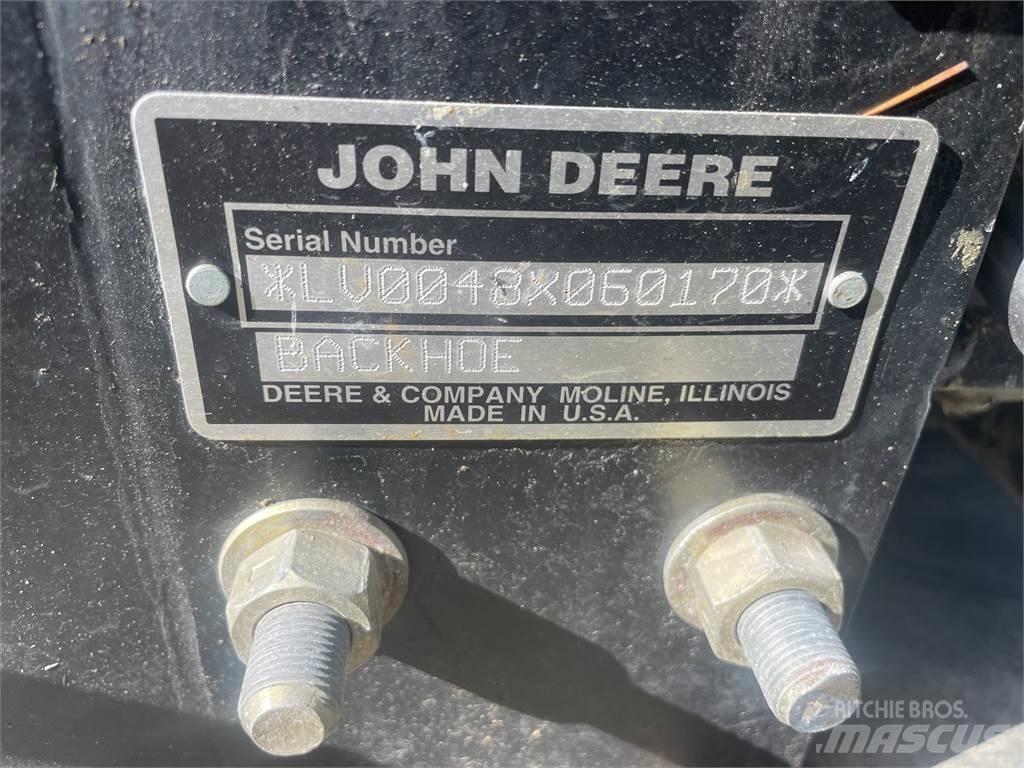 JOHN DEERE
Serial Number
*LV0048X060170*
BACKHOE
DEERE & COMPANY MOLINE, ILLINOIS
MADE IN U.S.A.
RITCHIE BROS.
MASCUS